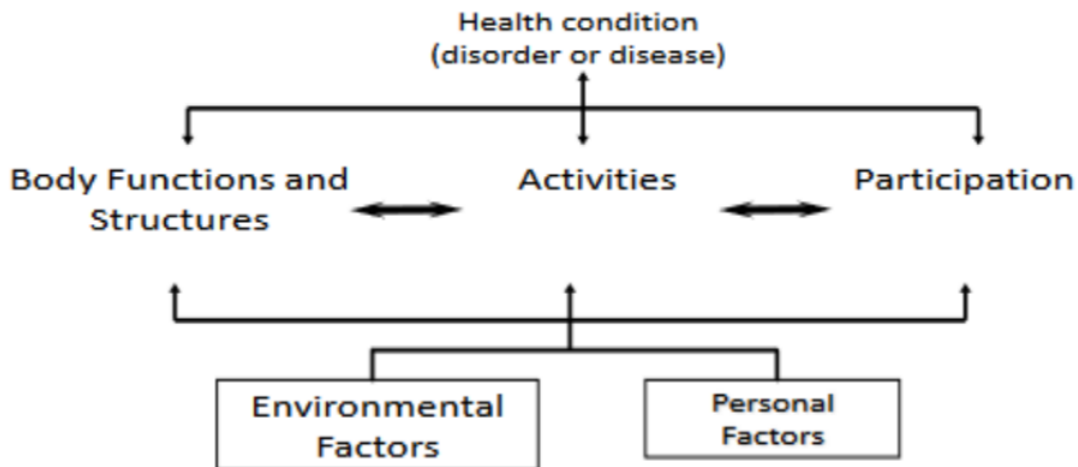 Health condition
(disorder or disease)
Body Functions and
Structures
Activities
Participation
Environmental
Factors
Personal
Factors